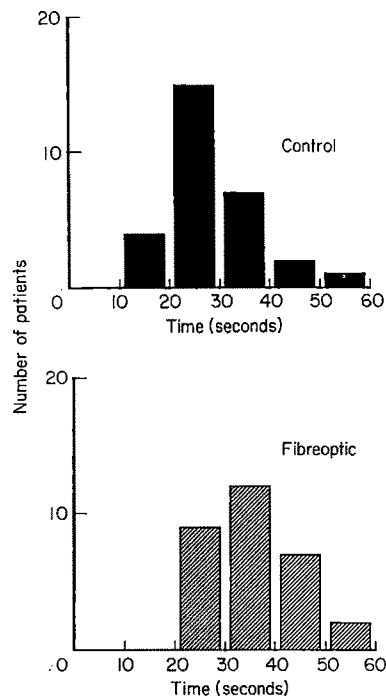 20
10
Control
0 10 20 30 40 50 60
Time (seconds)
Number of patients
20
Fibreoptic
10
0 10 20 30 40 50 60
Time (seconds)